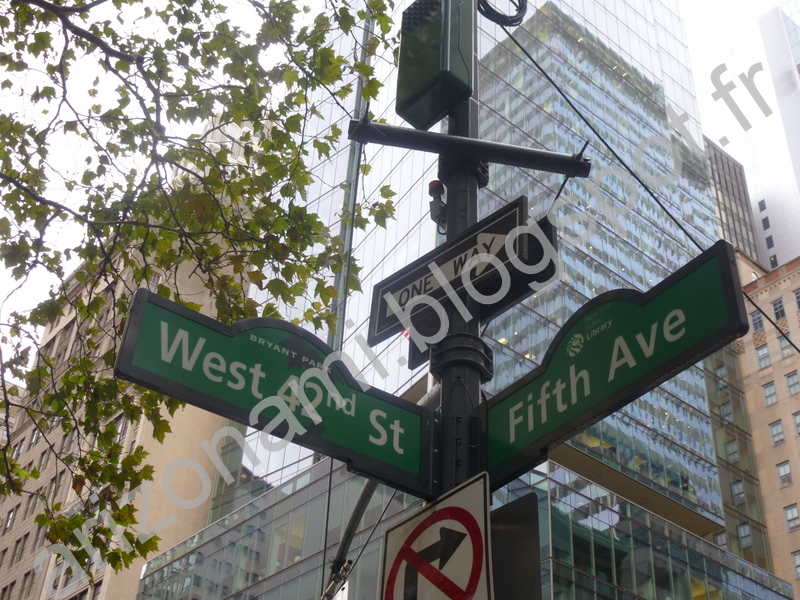 ONE WAY
BRYANT PARK
West 42nd St
Library
Fifth Ave
arizonami.blogspot.fr